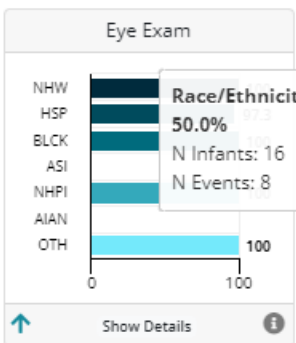 Eye Exam
NHW
HSP 97.3
BLCK 100
ASI
NHPI 100
AIAN
OTH 100
0 100
Race/Ethnicit
50.0%
N Infants: 16
N Events: 8
Show Details